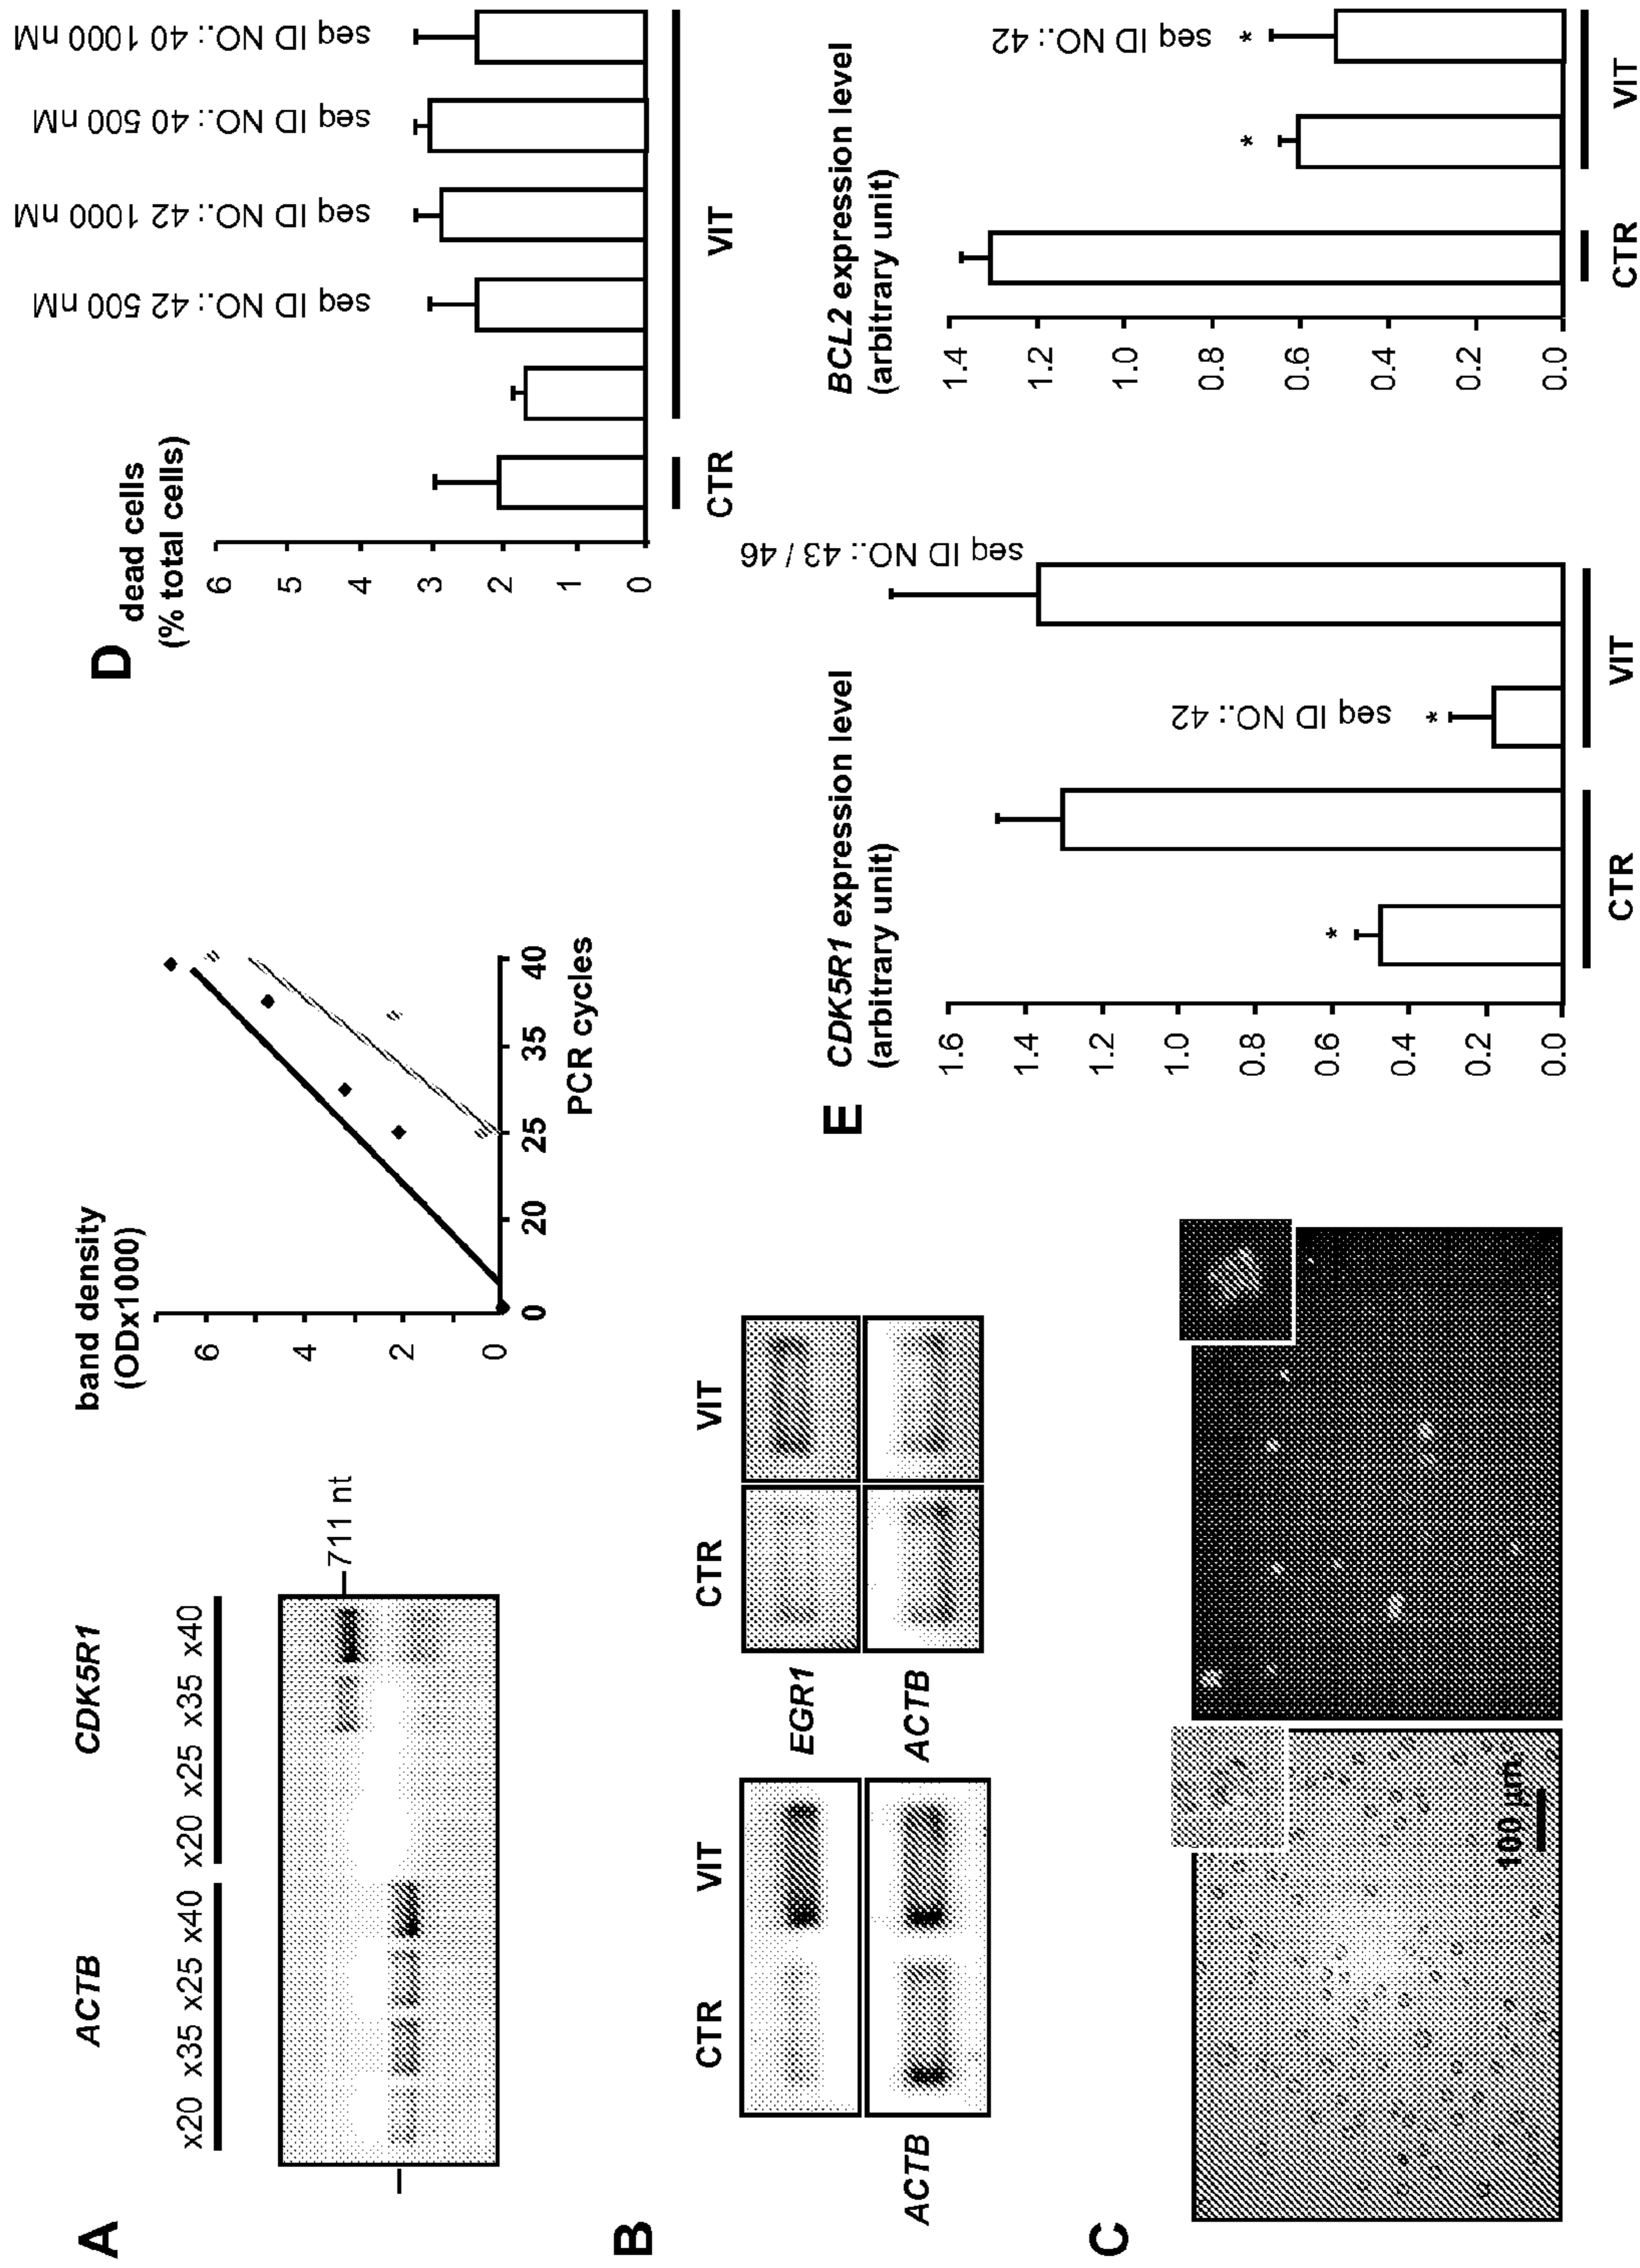 A
ACTB
CDK5R1
x20 x35 x25 x40
x20 x25 x35 x40
711 nt
band density
(ODx1000)
6
4
2
0
0
20
25
35
40
PCR cycles
B
CTR
VIT
ACTB
CTR
VIT
EGR1
ACTB
C
100 µm
D
dead cells
(% total cells)
6
5
4
3
2
1
0
seq ID NO.: 42 500 nM
seq ID NO.: 42 1000 nM
seq ID NO.: 40 500 nM
seq ID NO.: 40 1000 nM
CTR
VIT
E
CDK5R1 expression level
(arbitrary unit)
1.6
1.4
1.2
1.0
0.8
0.6
0.4
0.2
0.0
*
*
seq ID NO.: 42
seq ID NO.: 43 / 46
CTR
VIT
BCL2 expression level
(arbitrary unit)
1.4
1.2
1.0
0.8
0.6
0.4
0.2
0.0
*
*
seq ID NO.: 42
CTR
VIT